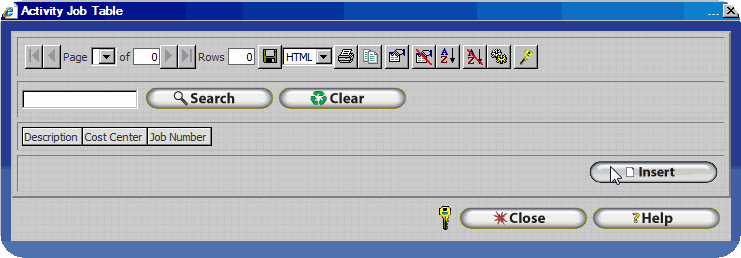 Activity Job Table
Page of 0 Rows 0 HTML
Search Clear
Description Cost Center Job Number
Insert
Close ?Help